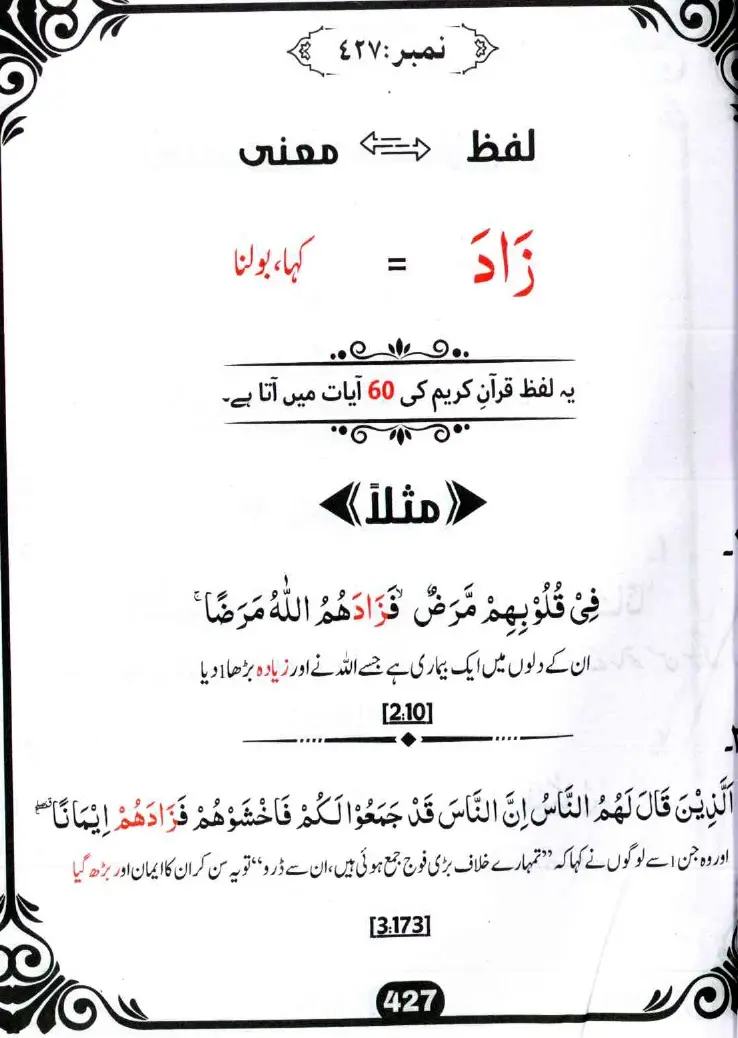 نمبر:۴۲۷
لفظ ⇔ معنی
زَادَ = کہا، بولنا
یہ لفظ قرآنِ کریم کی 60 آیات میں آتا ہے۔
مثلاً
فِیْ قُلُوْبِهِمْ مَّرَضٌ ۙ فَزَادَهُمُ اللّٰهُ مَرَضًا ۚ
ان کے دلوں میں ایک بیماری ہے جسے اللہ نے اور زیادہ بڑھا دیا
[2:10]
اَلَّذِیْنَ قَالَ لَهُمُ النَّاسُ اِنَّ النَّاسَ قَدْ جَمَعُوْا لَكُمْ فَاخْشَوْهُمْ فَزَادَهُمْ اِیْمَانًا
اور وہ جن سے لوگوں نے کہا کہ ”تمہارے خلاف بڑی فوج جمع ہوئی ہیں، ان سے ڈرو“ تو یہ سن کر ان کا ایمان اور بڑھ گیا
[3:173]
427